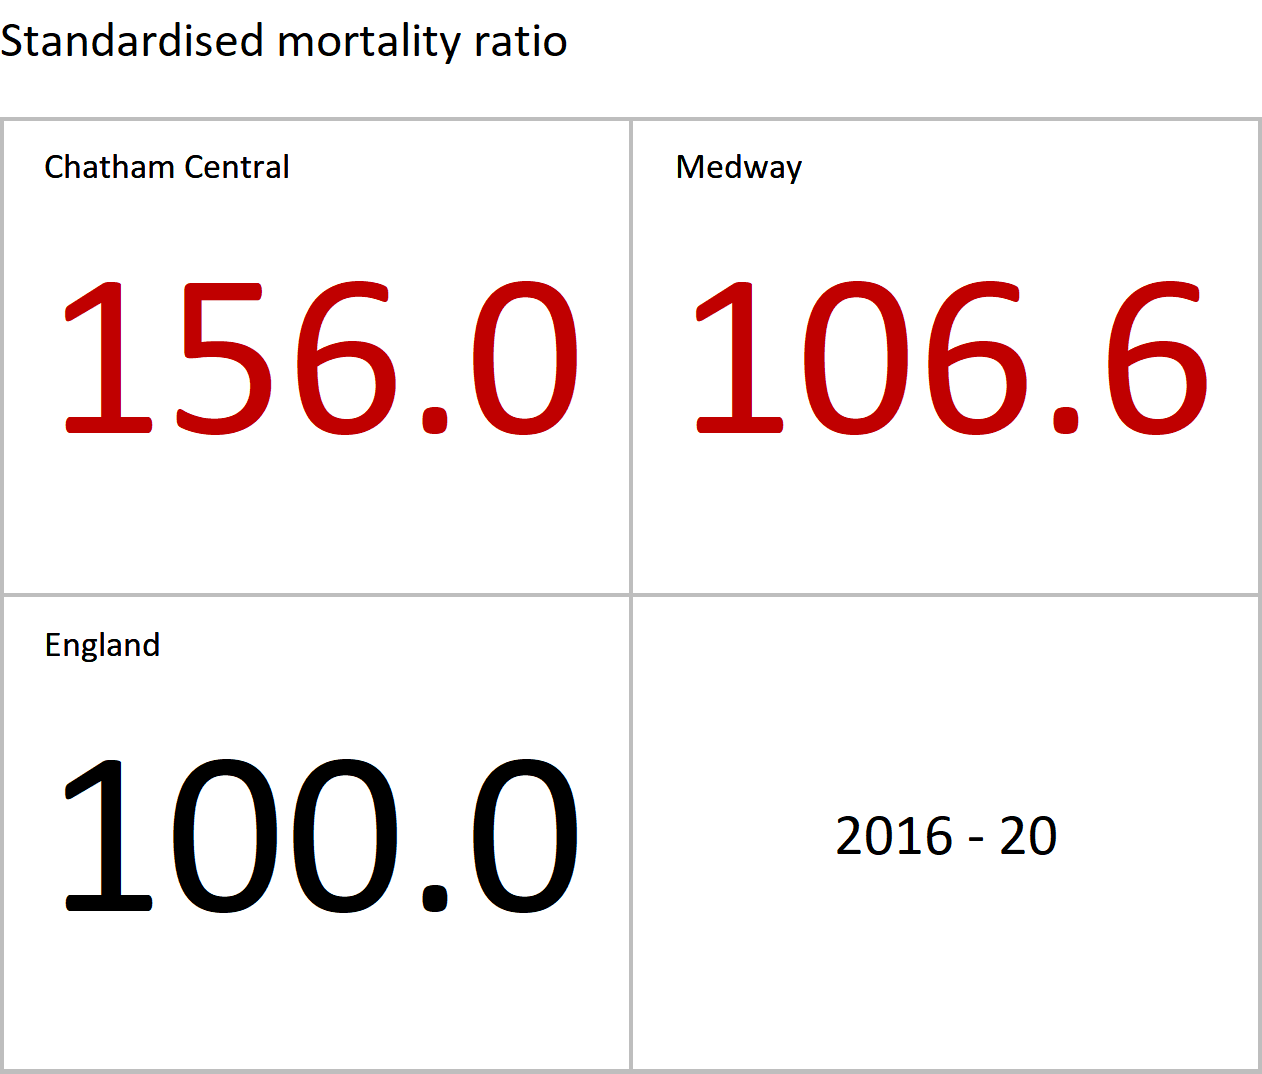 Standardised mortality ratio
Chatham Central
156.0
Medway
106.6
England
100.0
2016 - 20